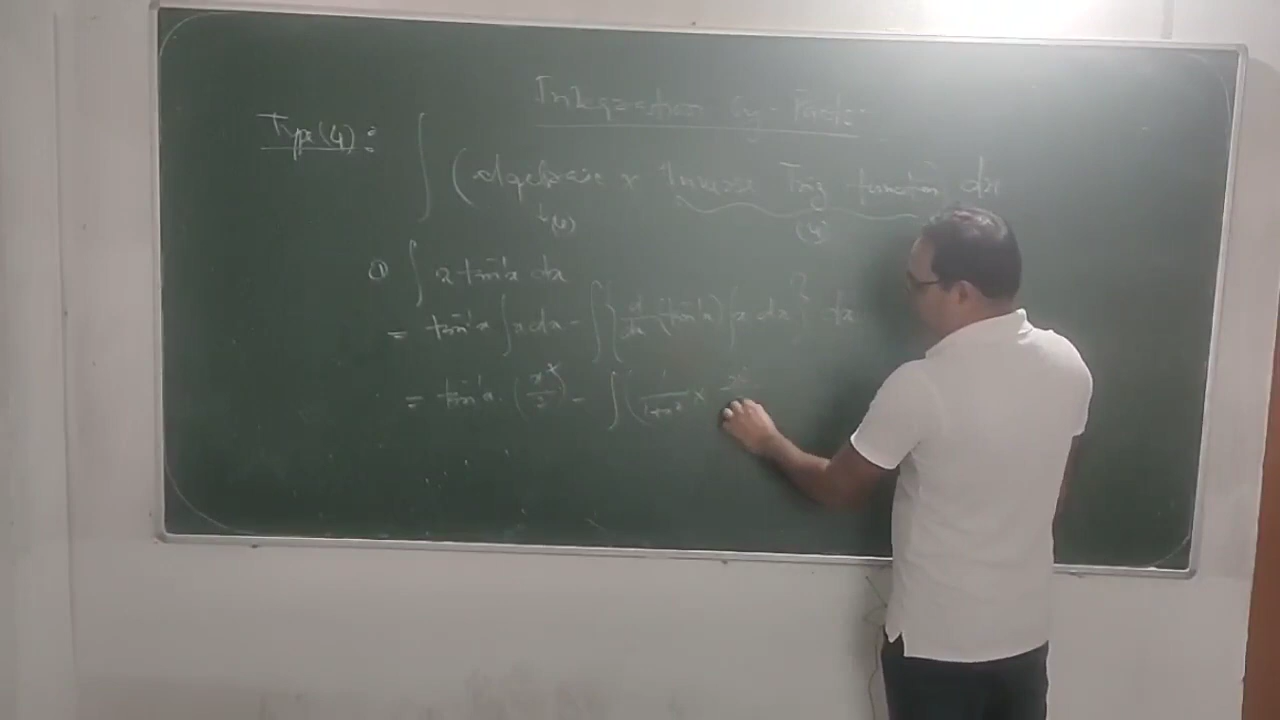 Integration by-Parts
Type(4): ∫ (algebraic × Inverse Trig function) dx
(v) (u)
① ∫ x tan⁻¹x dx
= tan⁻¹x ∫x dx - ∫{d/dx (tan⁻¹x) ∫x dx} dx
= tan⁻¹x · (x²/2) - ∫(1/1+x² × x²